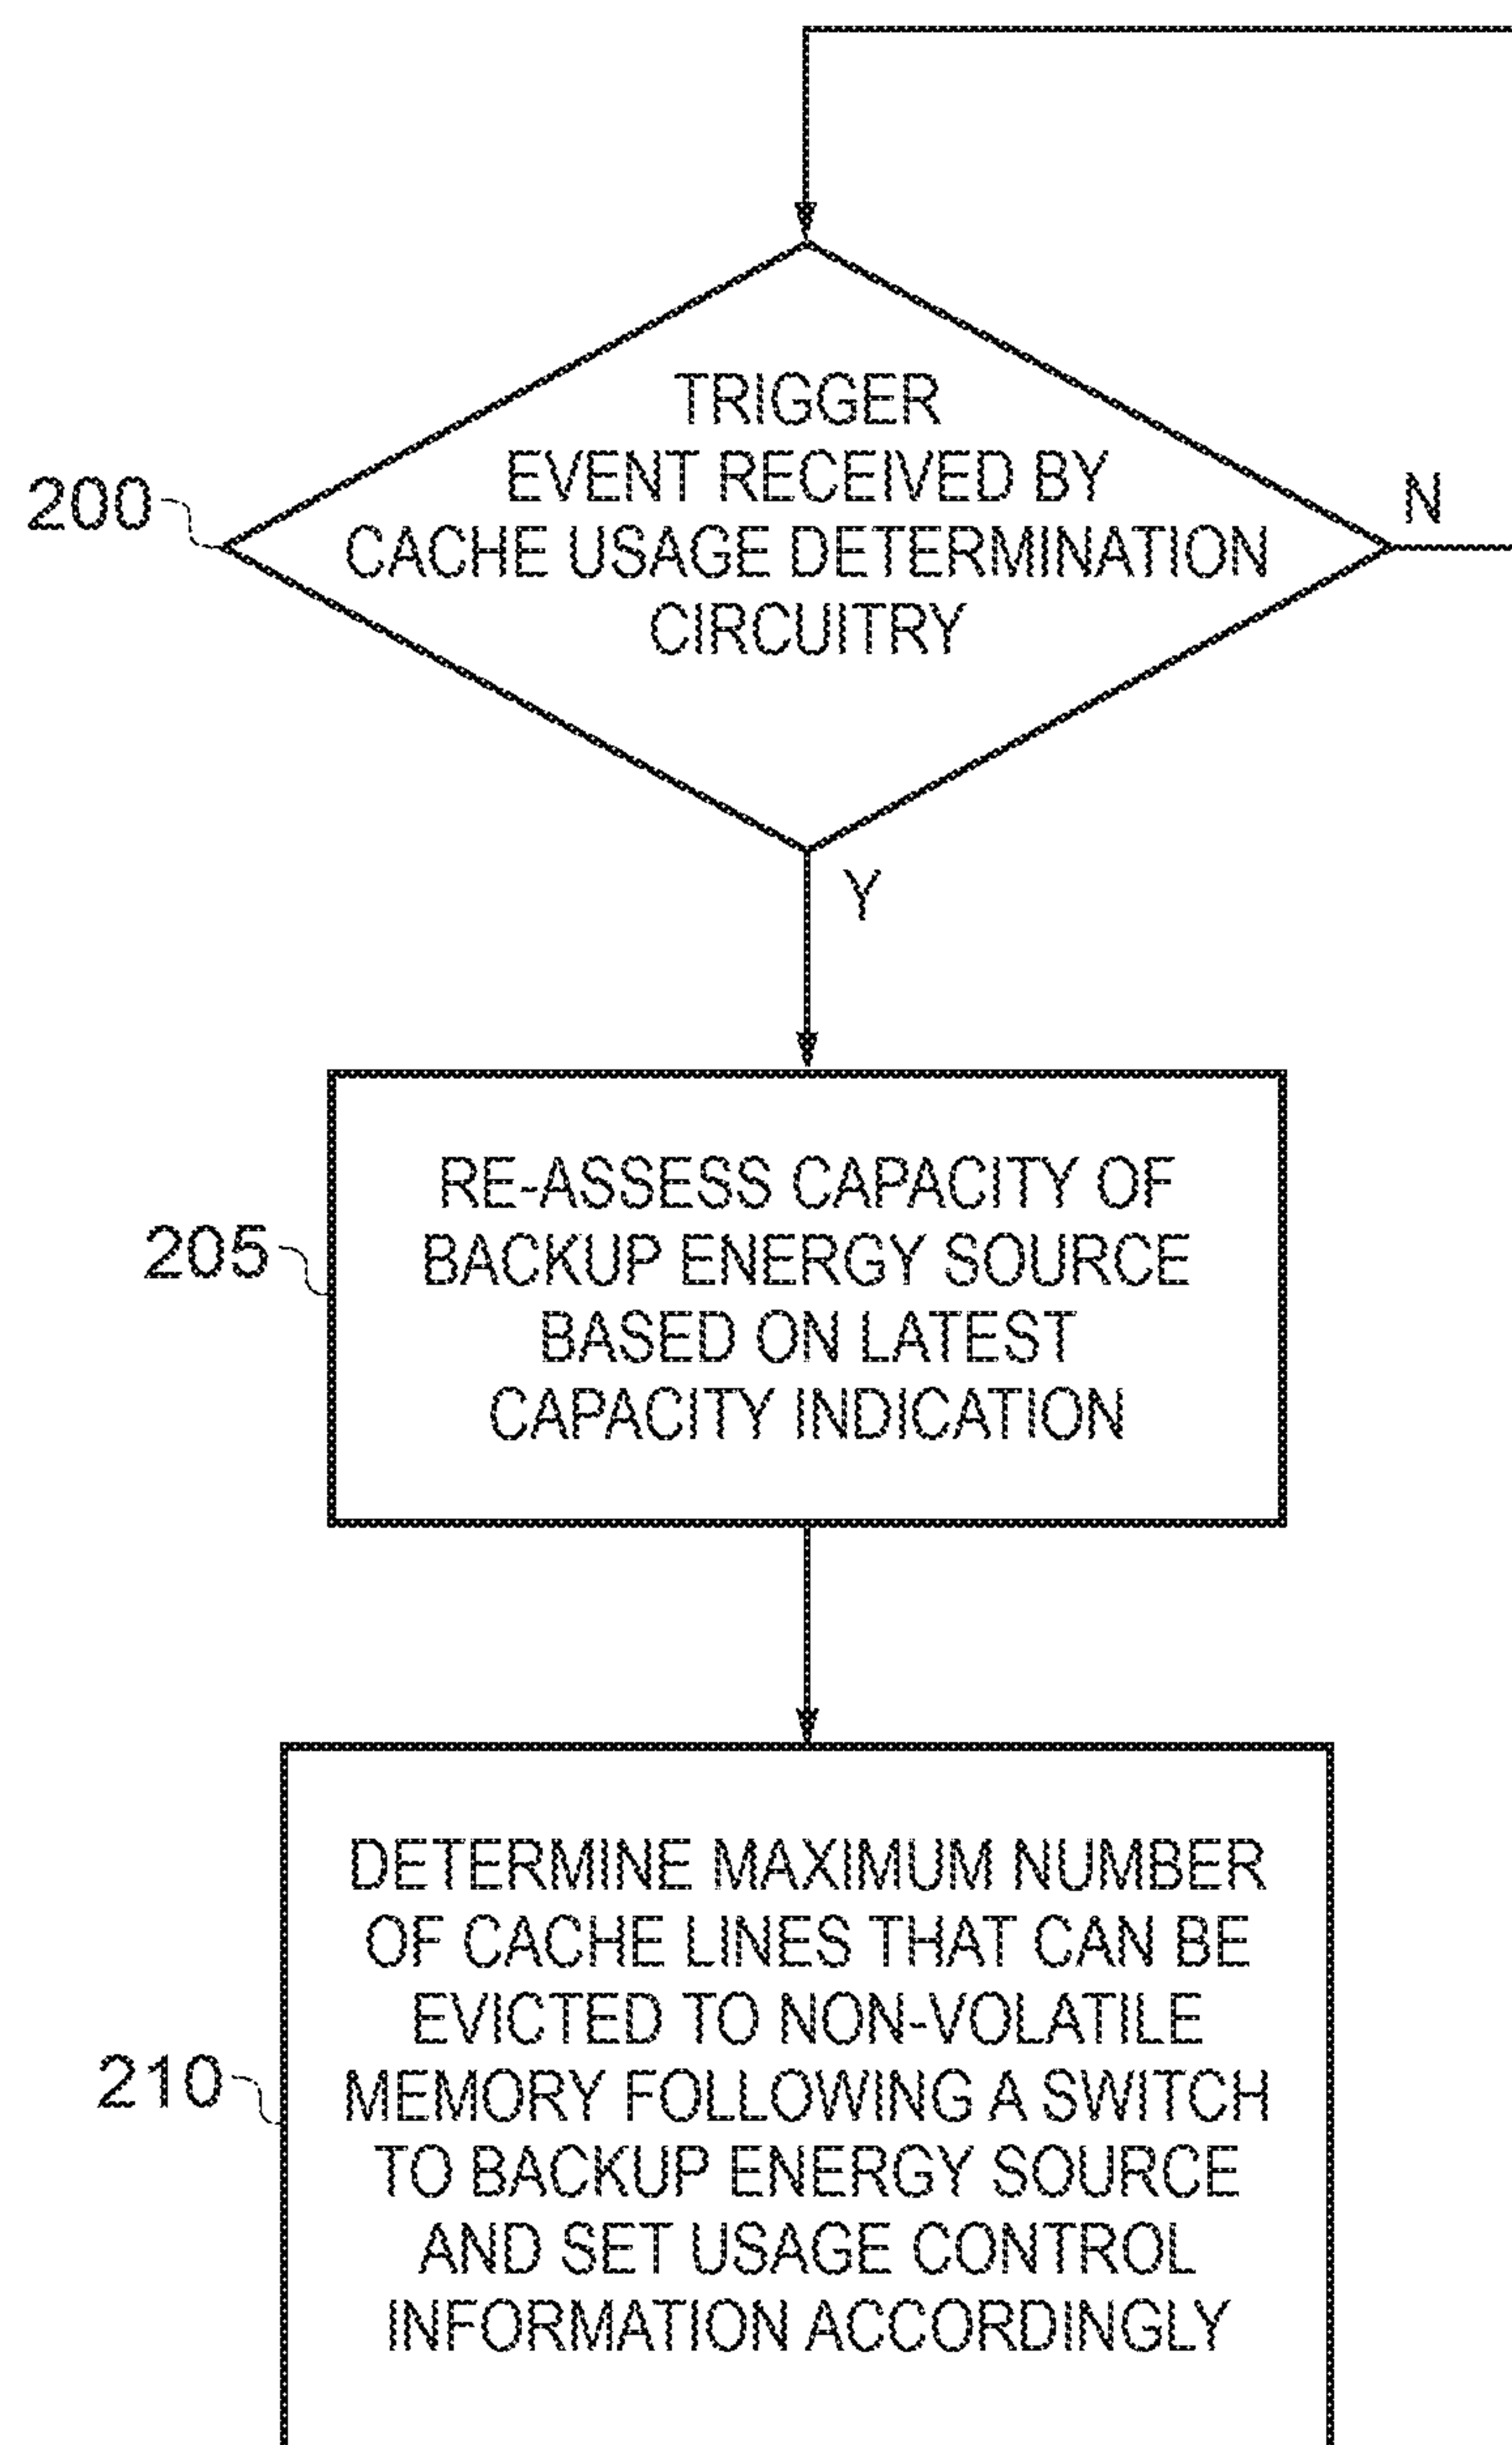 TRIGGER
EVENT RECEIVED BY
CACHE USAGE DETERMINATION
CIRCUITRY
200
N
Y
RE-ASSESS CAPACITY OF
BACKUP ENERGY SOURCE
BASED ON LATEST
CAPACITY INDICATION
205
DETERMINE MAXIMUM NUMBER
OF CACHE LINES THAT CAN BE
EVICTED TO NON-VOLATILE
MEMORY FOLLOWING A SWITCH
TO BACKUP ENERGY SOURCE
AND SET USAGE CONTROL
INFORMATION ACCORDINGLY
210